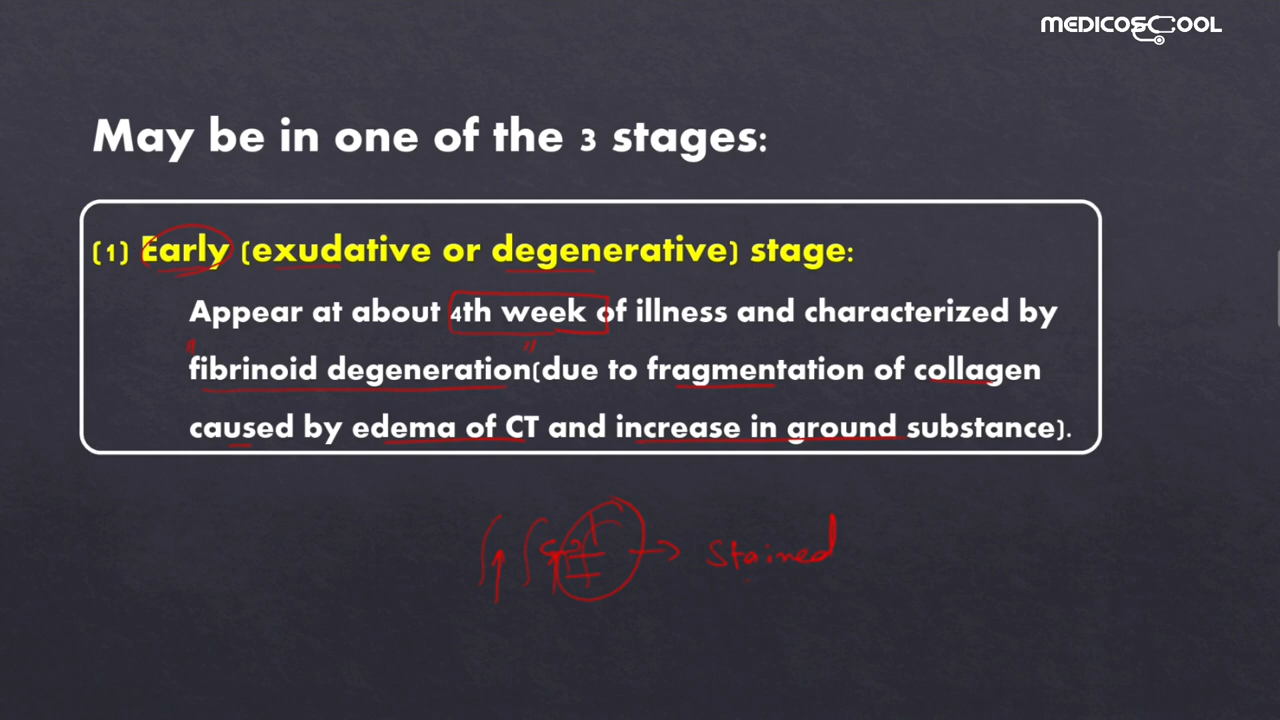 MEDICOSCOOL
May be in one of the 3 stages:
(1) Early (exudative or degenerative) stage:
Appear at about 4th week of illness and characterized by
fibrinoid degeneration(due to fragmentation of collagen
caused by edema of CT and increase in ground substance).
stained